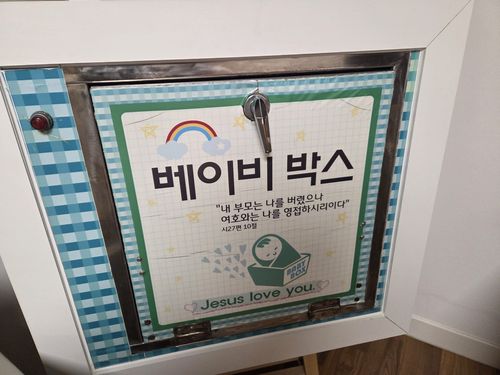 베이비 박스
"내 부모는 나를 버렸으나
여호와는 나를 영접하시리이다"
시27편 10절
BABY
BOX
Jesus love you.